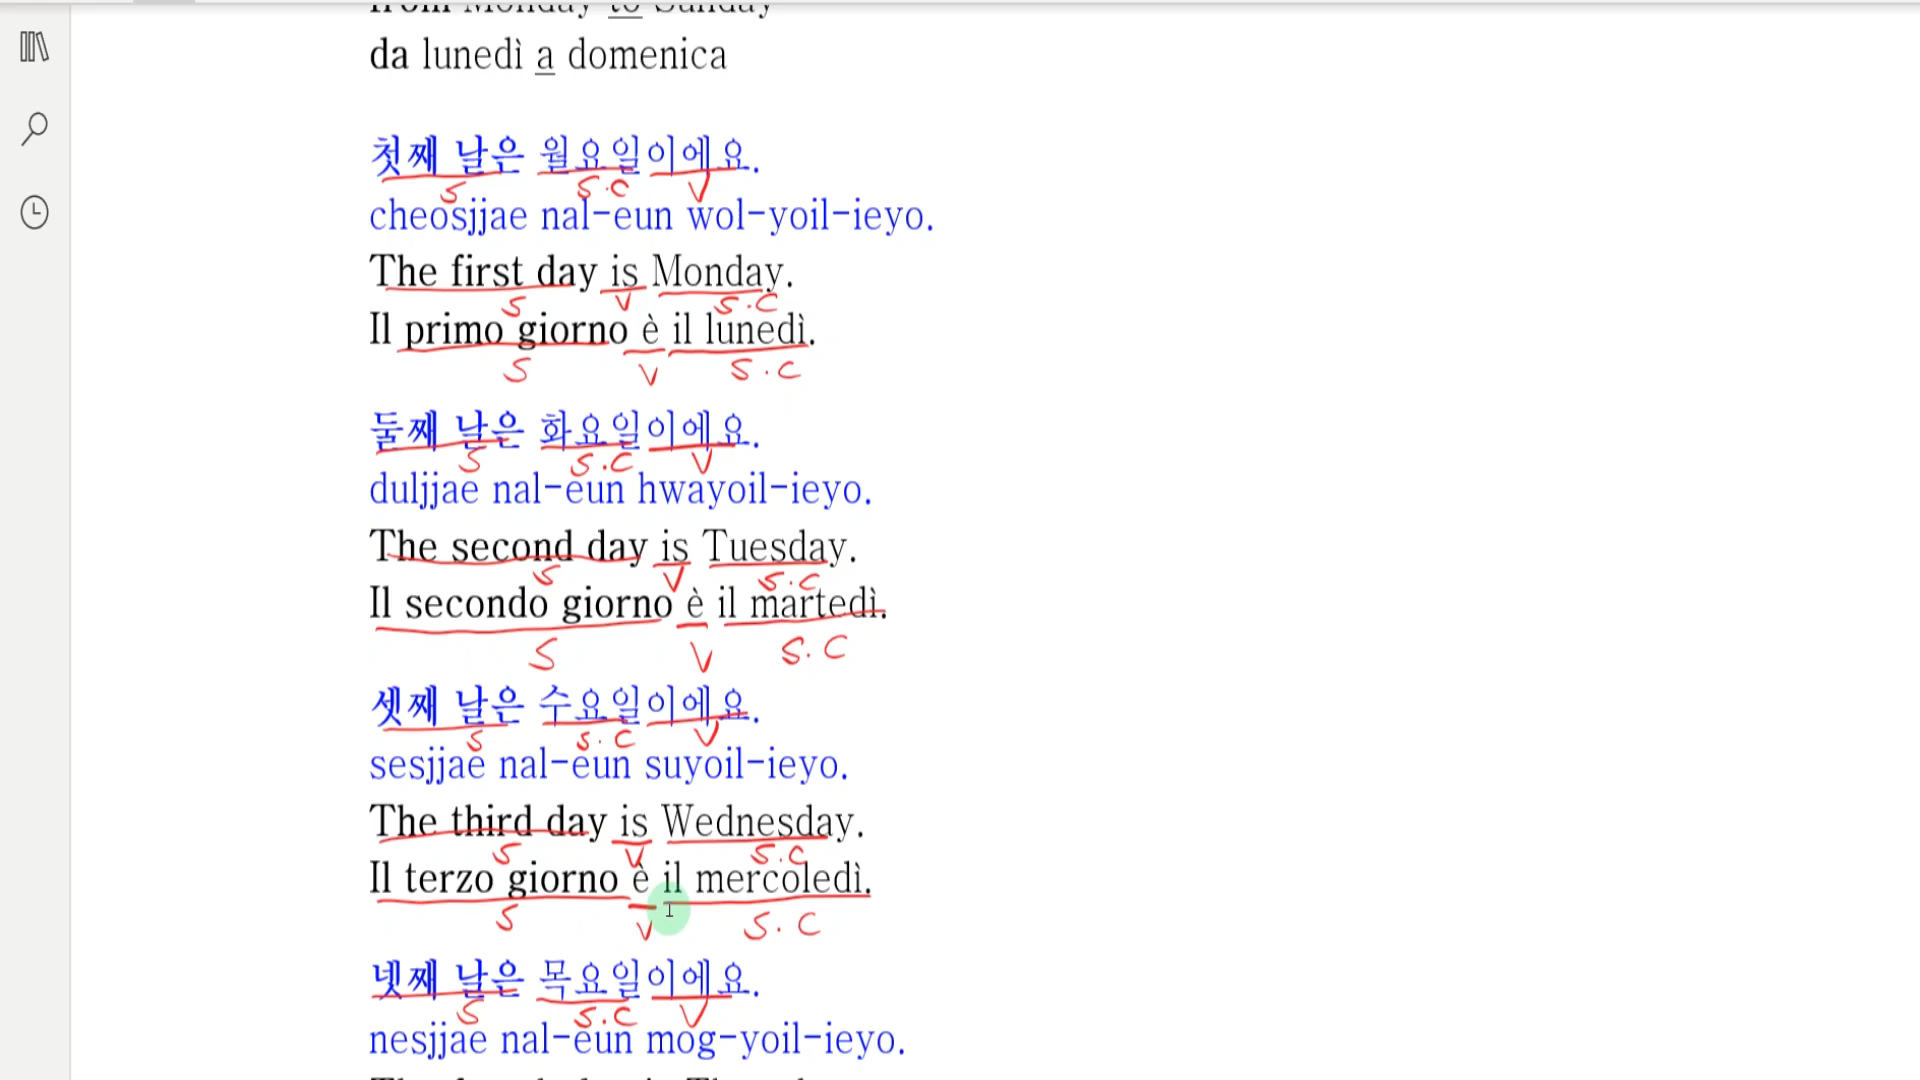 from Monday to Sunday
da lunedì a domenica
첫째 날은 월요일이에요.
S S.C V
cheosjjae nal-eun wol-yoil-ieyo.
The first day is Monday.
S V S.C
Il primo giorno è il lunedì.
S V S.C
둘째 날은 화요일이에요.
S S.C V
duljjae nal-eun hwayoil-ieyo.
The second day is Tuesday.
S V S.C
Il secondo giorno è il martedì.
S V S.C
셋째 날은 수요일이에요.
S S.C V
sesjjae nal-eun suyoil-ieyo.
The third day is Wednesday.
S V S.C
Il terzo giorno è il mercoledì.
S V S.C
넷째 날은 목요일이에요.
S S.C V
nesjjae nal-eun mog-yoil-ieyo.